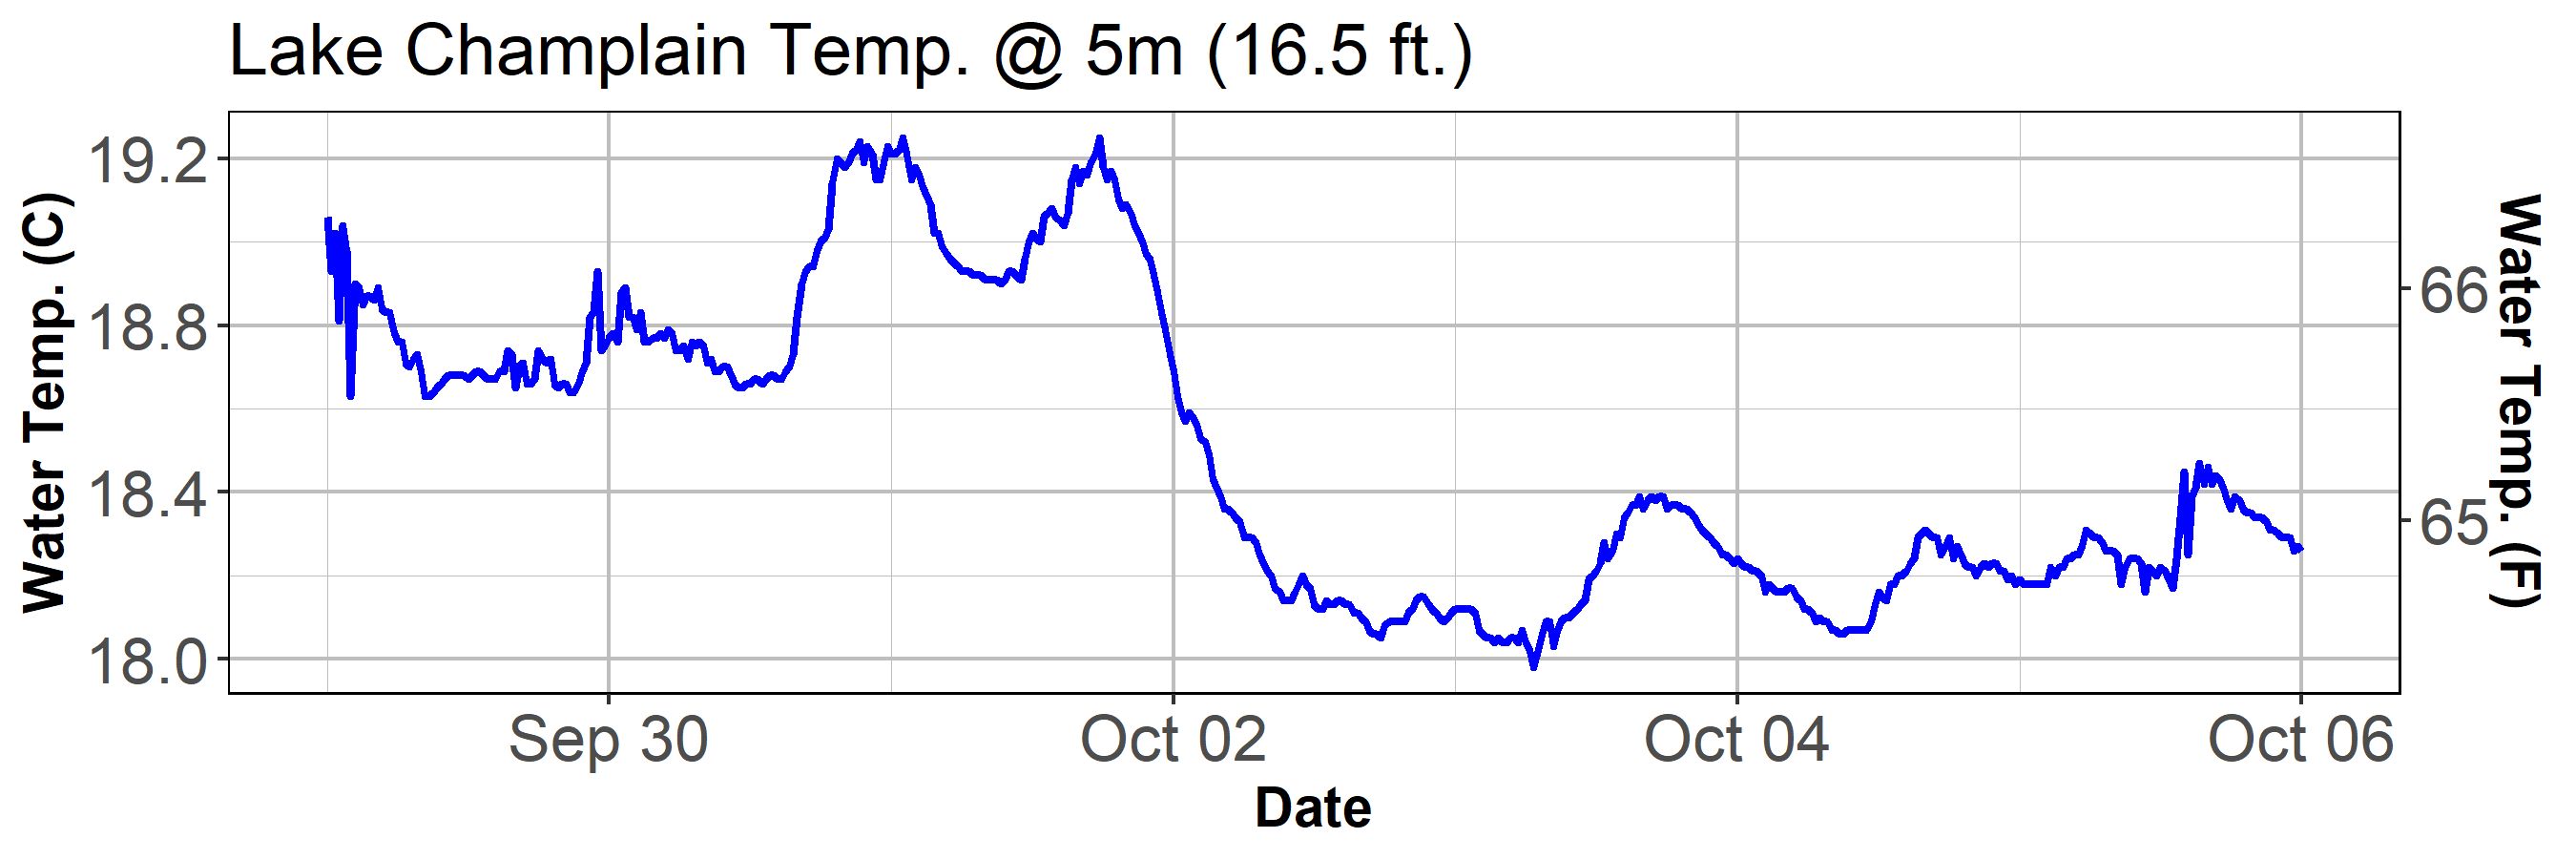 Lake Champlain Temp. @ 5m (16.5 ft.)
Water Temp. (C)
19.2
18.8
18.4
18.0
66
65
Water Temp. (F)
Sep 30
Oct 02
Oct 04
Oct 06
Date